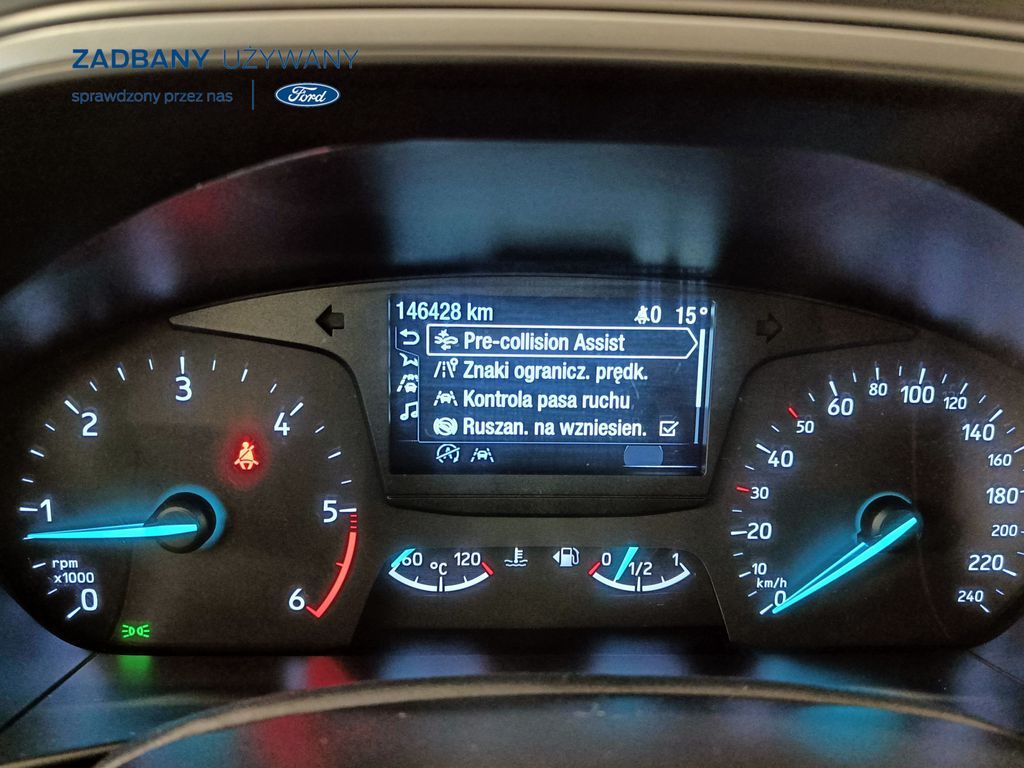 ZADBANY UŻYWANY
sprawdzony przez nas
Ford
146428 km
0 15°
Pre-collision Assist
Znaki ogranicz. prędk.
Kontrola pasa ruchu
Ruszan. na wzniesien.
0 1 2 3 4 5 6
rpm
x1000
60 °C 120
0 1/2 1
0 10 20 30 40 50 60 80 100 120 140 160 180 200 220 240
km/h